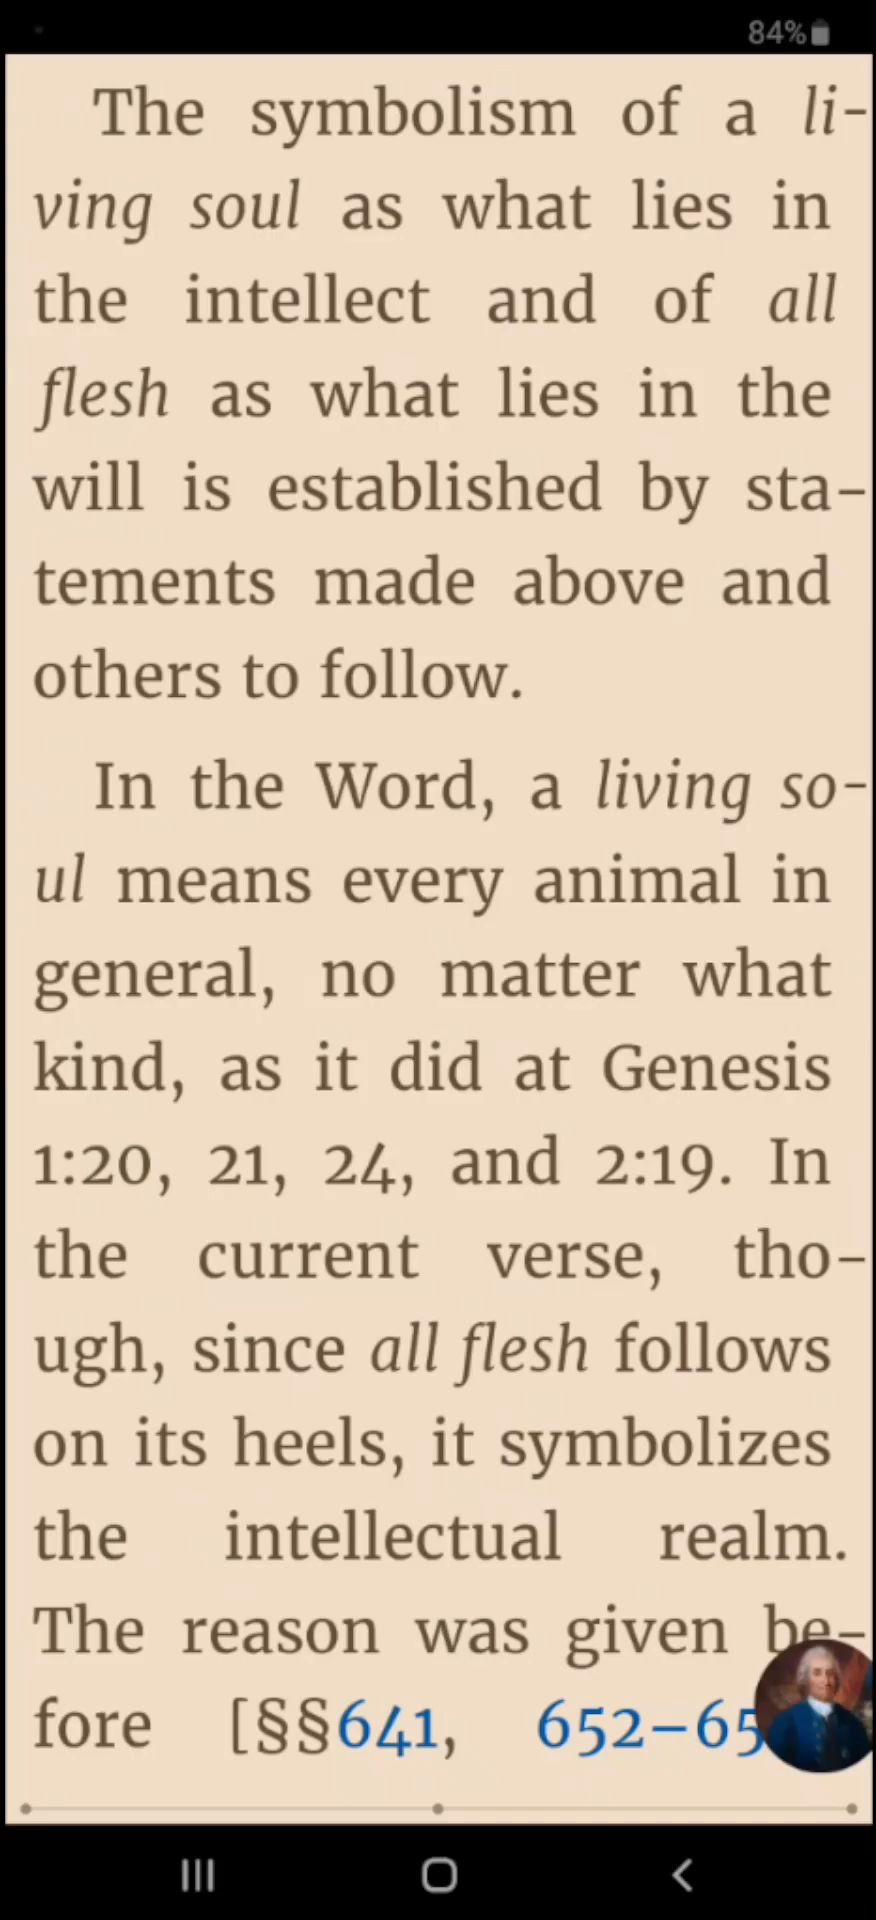 84%
The symbolism of a li-
ving soul as what lies in
the intellect and of all
flesh as what lies in the
will is established by sta-
tements made above and
others to follow.
In the Word, a living so-
ul means every animal in
general, no matter what
kind, as it did at Genesis
1:20, 21, 24, and 2:19. In
the current verse, tho-
ugh, since all flesh follows
on its heels, it symbolizes
the intellectual realm.
The reason was given be-
fore [§§641, 652–65